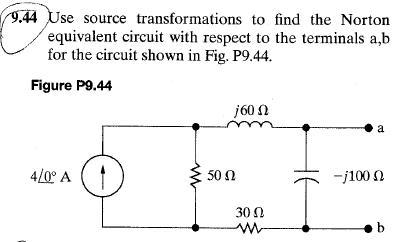 9.44 Use source transformations to find the Norton
equivalent circuit with respect to the terminals a,b
for the circuit shown in Fig. P9.44.
Figure P9.44
j60 Ω
a
4/0° A
50 Ω
-j100 Ω
30 Ω
b